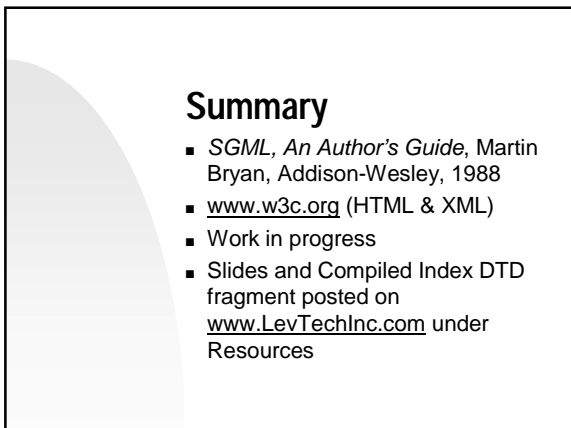 Summary
■ SGML, An Author's Guide, Martin
Bryan, Addison-Wesley, 1988
■ www.w3c.org (HTML & XML)
■ Work in progress
■ Slides and Compiled Index DTD
fragment posted on
www.LevTechInc.com under
Resources